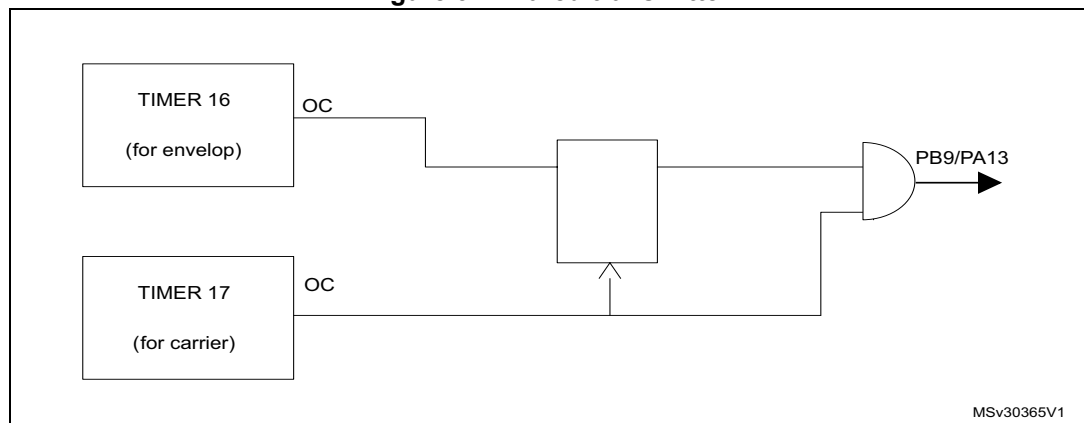 TIMER 16
(for envelop)
OC
PB9/PA13
TIMER 17
(for carrier)
OC
MSv30365V1